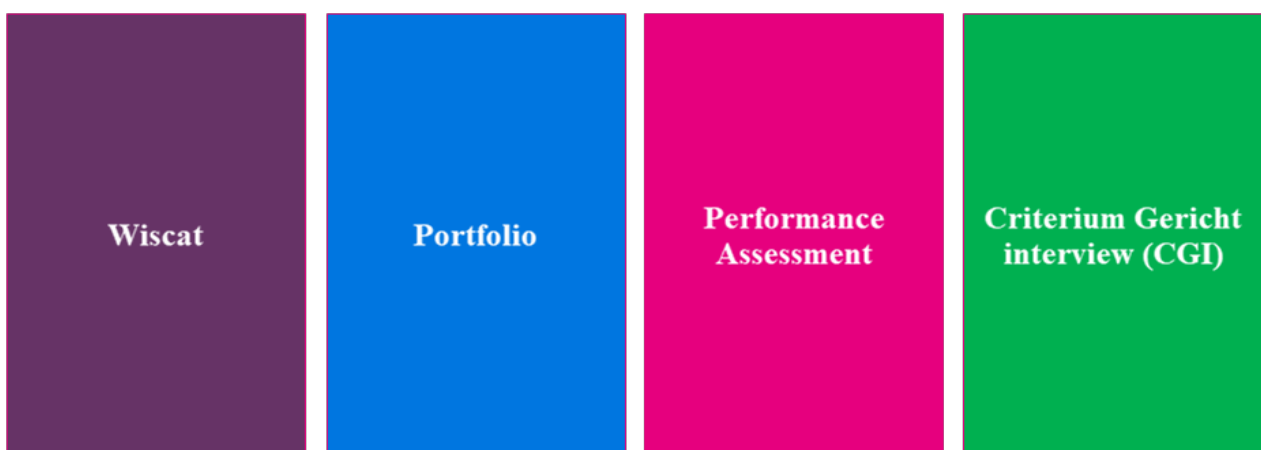 Wiscat
Portfolio
Performance
Assessment
Criterium Gericht
interview (CGI)